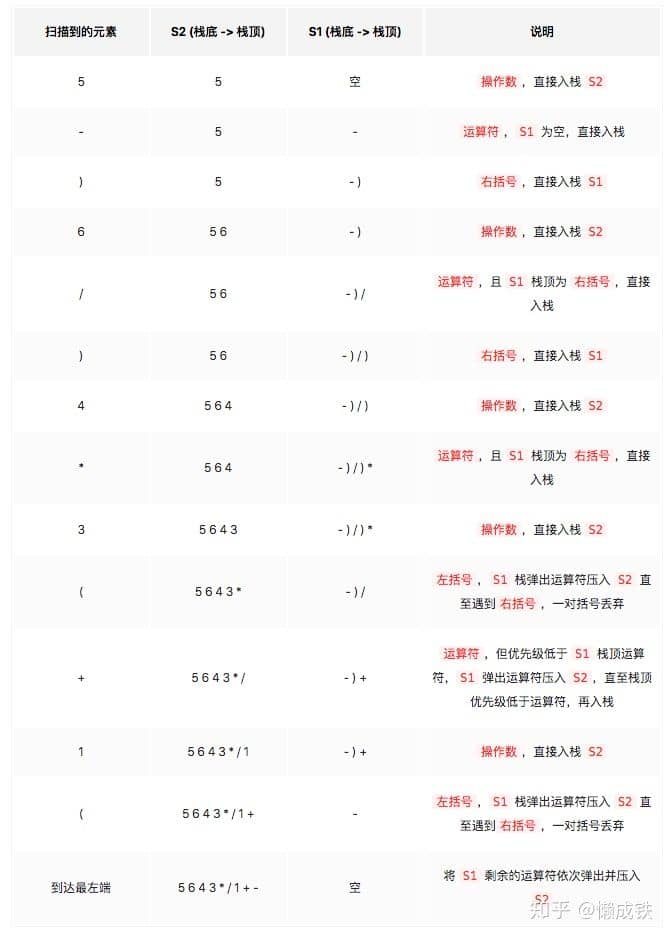 扫描到的元素 S2 (栈底 -> 栈顶) S1 (栈底 -> 栈顶) 说明
5 5 空 操作数 ，直接入栈 S2
- 5 - 运算符 ， S1 为空，直接入栈
) 5 - ) 右括号 ，直接入栈 S1
6 5 6 - ) 操作数 ，直接入栈 S2
/ 5 6 - ) / 运算符 ，且 S1 栈顶为 右括号 ，直接
入栈
) 5 6 - ) / ) 右括号 ，直接入栈 S1
4 5 6 4 - ) / ) 操作数 ，直接入栈 S2
* 5 6 4 - ) / ) * 运算符 ，且 S1 栈顶为 右括号 ，直接
入栈
3 5 6 4 3 - ) / ) * 操作数 ，直接入栈 S2
( 5 6 4 3 * - ) / 左括号 ， S1 栈弹出运算符压入 S2 直
至遇到 右括号 ，一对括号丢弃
+ 5 6 4 3 * / - ) + 运算符 ，但优先级低于 S1 栈顶运算
符， S1 弹出运算符压入 S2 ，直至栈顶
优先级低于运算符，再入栈
1 5 6 4 3 * / 1 - ) + 操作数 ，直接入栈 S2
( 5 6 4 3 * / 1 + - 左括号 ， S1 栈弹出运算符压入 S2 直
至遇到 右括号 ，一对括号丢弃
到达最左端 5 6 4 3 * / 1 + - 空 将 S1 剩余的运算符依次弹出并压入
S2
知乎 @懒成铁